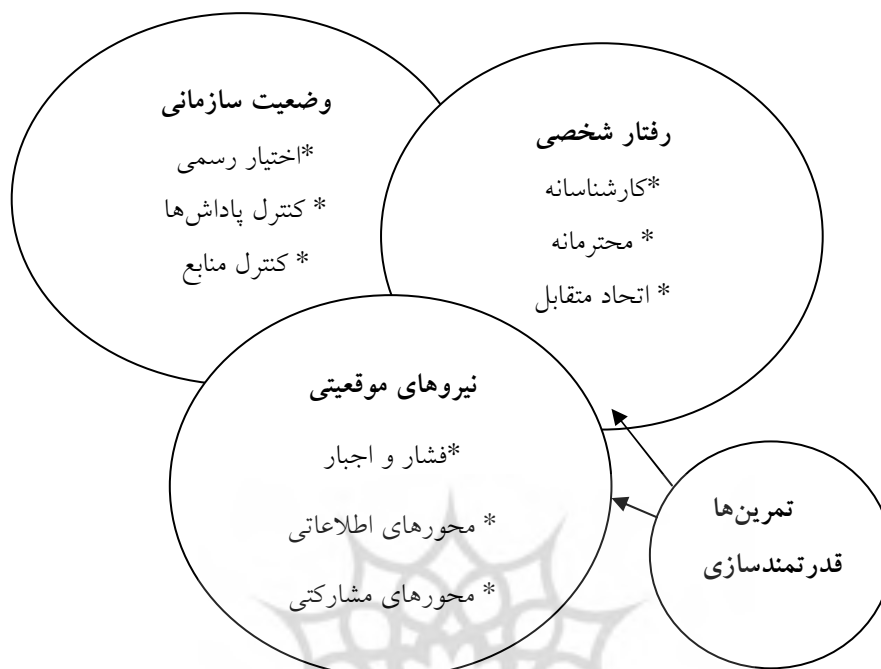 وضعیت سازمانی
*اختیار رسمی
* کنترل پاداش‌ها
* کنترل منابع
رفتار شخصی
*کارشناسانه
* محترمانه
* اتحاد متقابل
نیروهای موقعیتی
*فشار و اجبار
* محورهای اطلاعاتی
* محورهای مشارکتی
تمرین‌ها
قدرتمندسازی